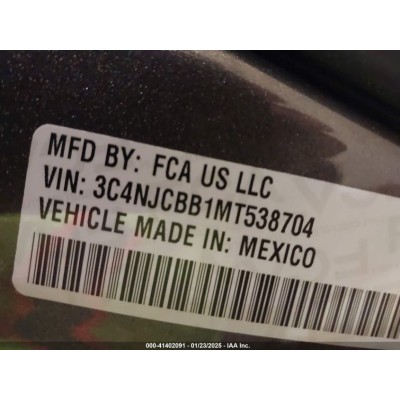 MFD BY: FCA US LLC
VIN: 3C4NJCBB1MT538704
VEHICLE MADE IN: MEXICO
000-41402091 - 01/23/2025 - IAA Inc.